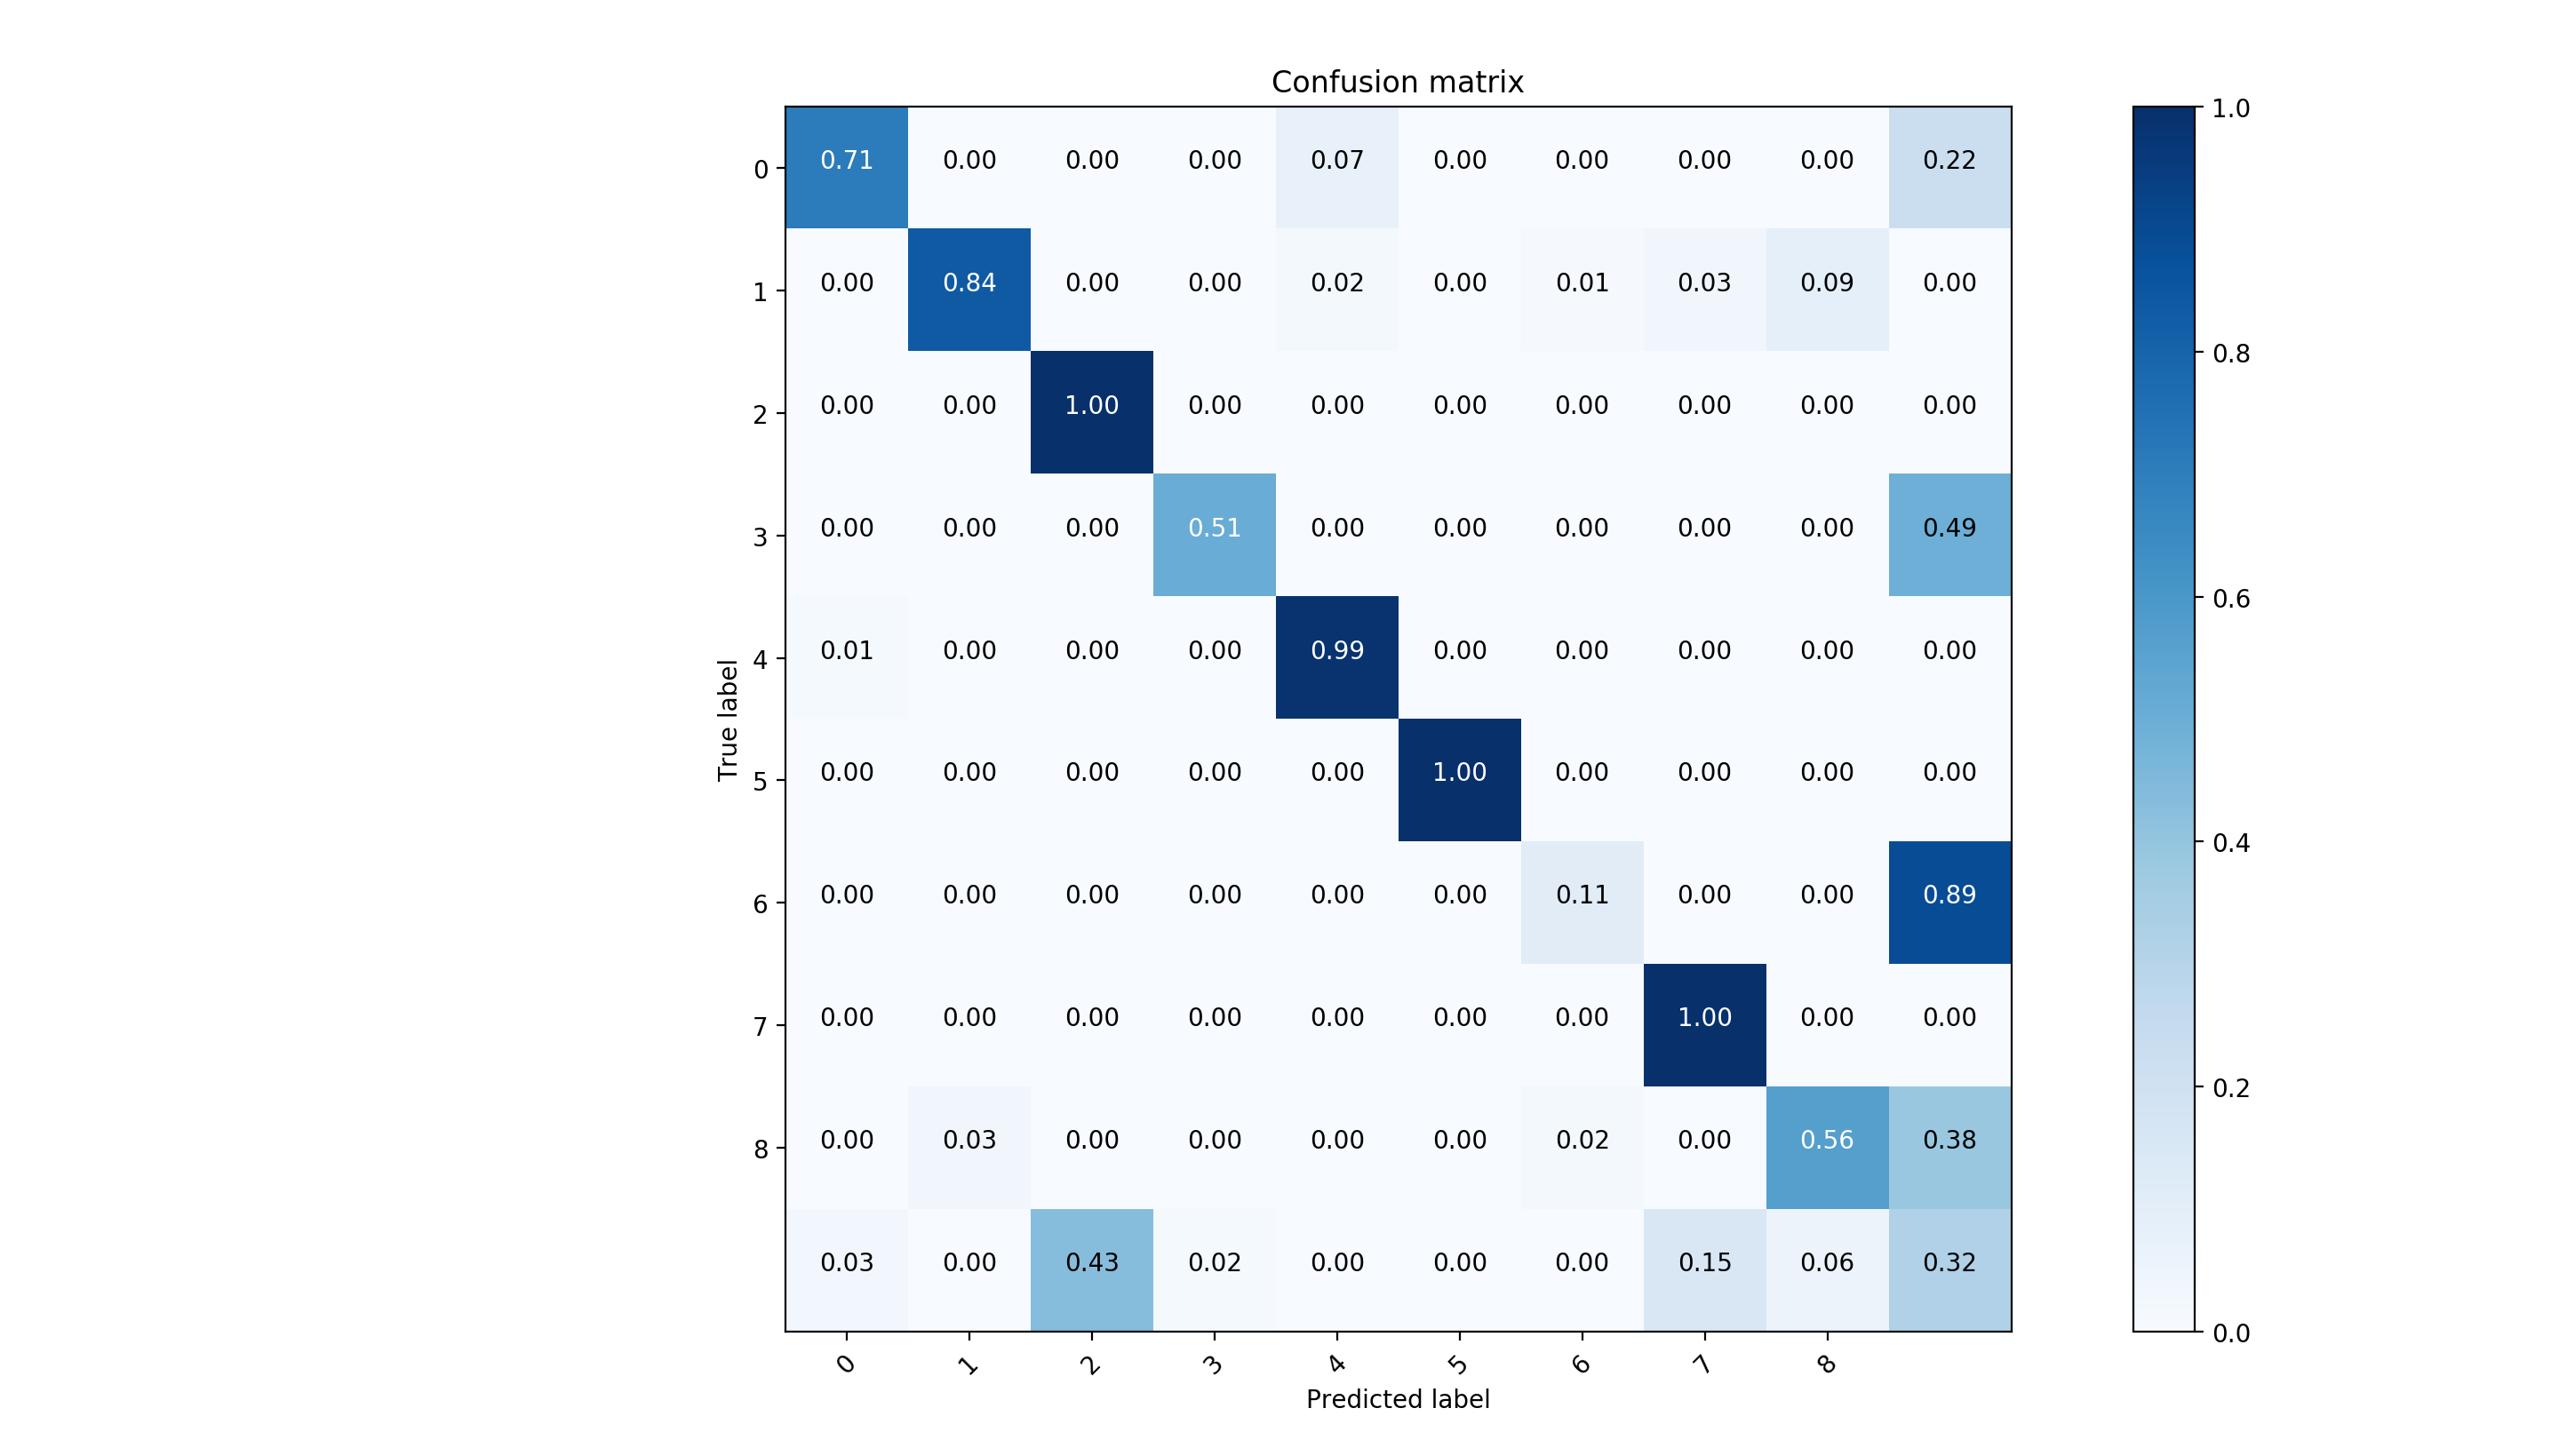 Confusion matrix
0 0.71 0.00 0.00 0.00 0.07 0.00 0.00 0.00 0.00 0.22
1 0.00 0.84 0.00 0.00 0.02 0.00 0.01 0.03 0.09 0.00
2 0.00 0.00 1.00 0.00 0.00 0.00 0.00 0.00 0.00 0.00
3 0.00 0.00 0.00 0.51 0.00 0.00 0.00 0.00 0.00 0.49
4 0.01 0.00 0.00 0.00 0.99 0.00 0.00 0.00 0.00 0.00
5 0.00 0.00 0.00 0.00 0.00 1.00 0.00 0.00 0.00 0.00
6 0.00 0.00 0.00 0.00 0.00 0.00 0.11 0.00 0.00 0.89
7 0.00 0.00 0.00 0.00 0.00 0.00 0.00 1.00 0.00 0.00
8 0.00 0.03 0.00 0.00 0.00 0.00 0.02 0.00 0.56 0.38
0.03 0.00 0.43 0.02 0.00 0.00 0.00 0.15 0.06 0.32
0 1 2 3 4 5 6 7 8
Predicted label
True label
1.0
0.8
0.6
0.4
0.2
0.0